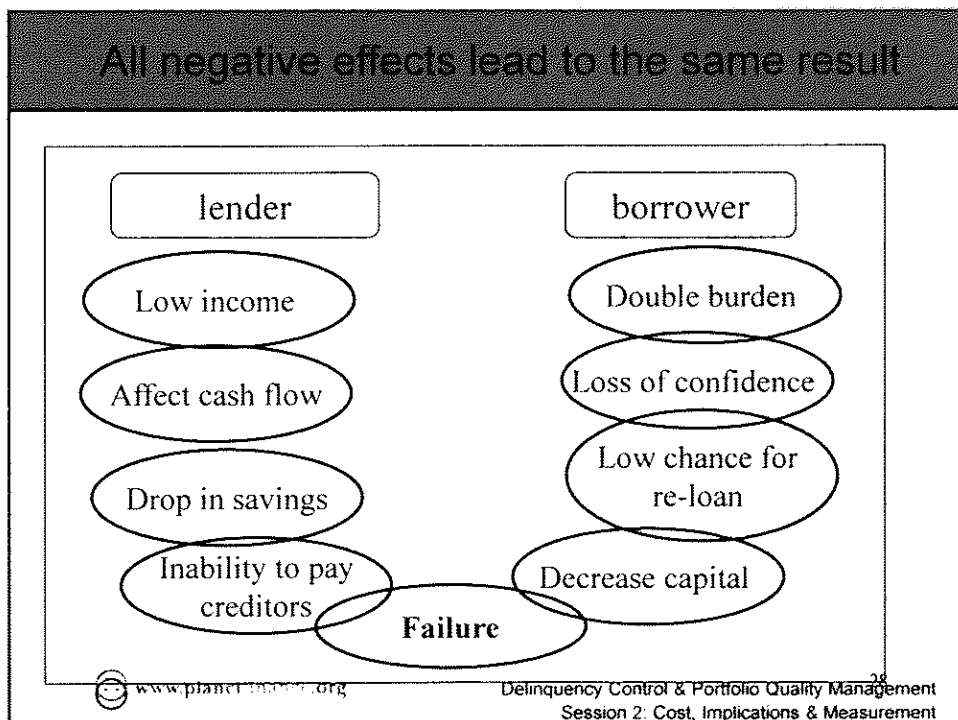 All negative effects lead to the same result
lender
Low income
Affect cash flow
Drop in savings
Inability to pay
creditors
borrower
Double burden
Loss of confidence
Low chance for
re-loan
Decrease capital
Failure
28
Delinquency Control & Portfolio Quality Management
Session 2: Cost, Implications & Measurement